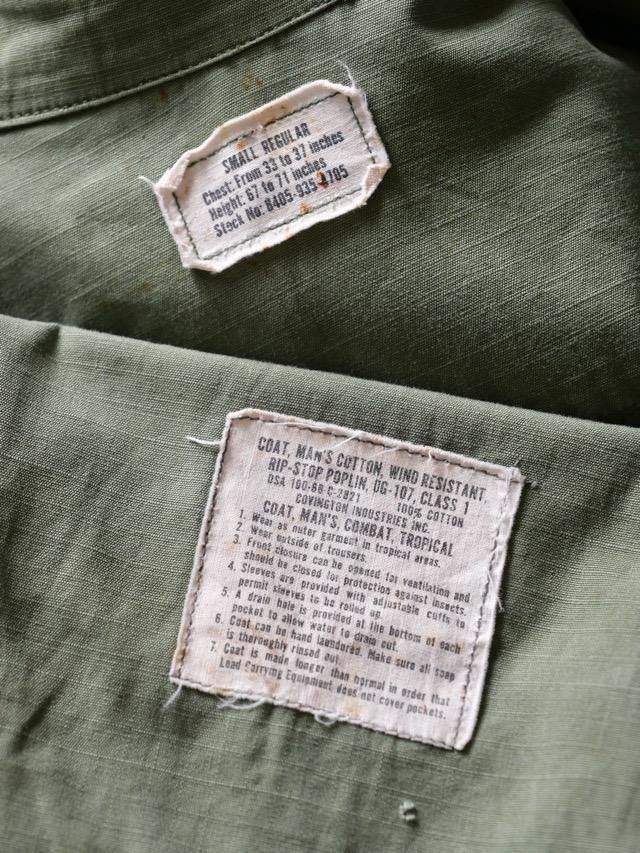 SMALL REGULAR
Chest: From 33 to 37 inches
Height: 67 to 71 inches
Stock No: 8405-935-4705
COAT, MAN'S COTTON, WIND RESISTANT,
RIP-STOP POPLIN, OG-107, CLASS 1
DSA 100-68-C-2821 100% COTTON
COVINGTON INDUSTRIES INC.
COAT, MAN'S, COMBAT, TROPICAL
1. Wear as outer garment in tropical areas.
2. Wear outside of trousers.
3. Front closure can be opened for ventilation and
should be closed for protection against insects.
4. Sleeves are provided with adjustable cuffs to
permit sleeves to be rolled up.
5. A drain hole is provided at the bottom of each
pocket to allow water to drain out.
6. Coat can be hand laundered. Make sure all soap
is thoroughly rinsed out.
7. Coat is made longer than normal in order that
Load Carrying Equipment does not cover pockets.